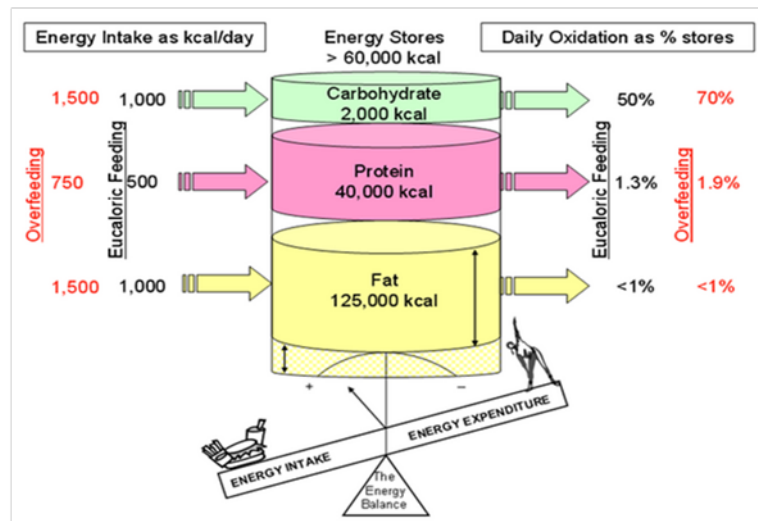 Energy Intake as kcal/day
Energy Stores
> 60,000 kcal
Daily Oxidation as % stores
1,500 1,000
Carbohydrate
2,000 kcal
50% 70%
Overfeeding
750
Eucaloric Feeding
500
Protein
40,000 kcal
Eucaloric Feeding
1.3%
Overfeeding
1.9%
1,500 1,000
Fat
125,000 kcal
<1% <1%
+ −
ENERGY INTAKE
ENERGY EXPENDITURE
The
Energy
Balance